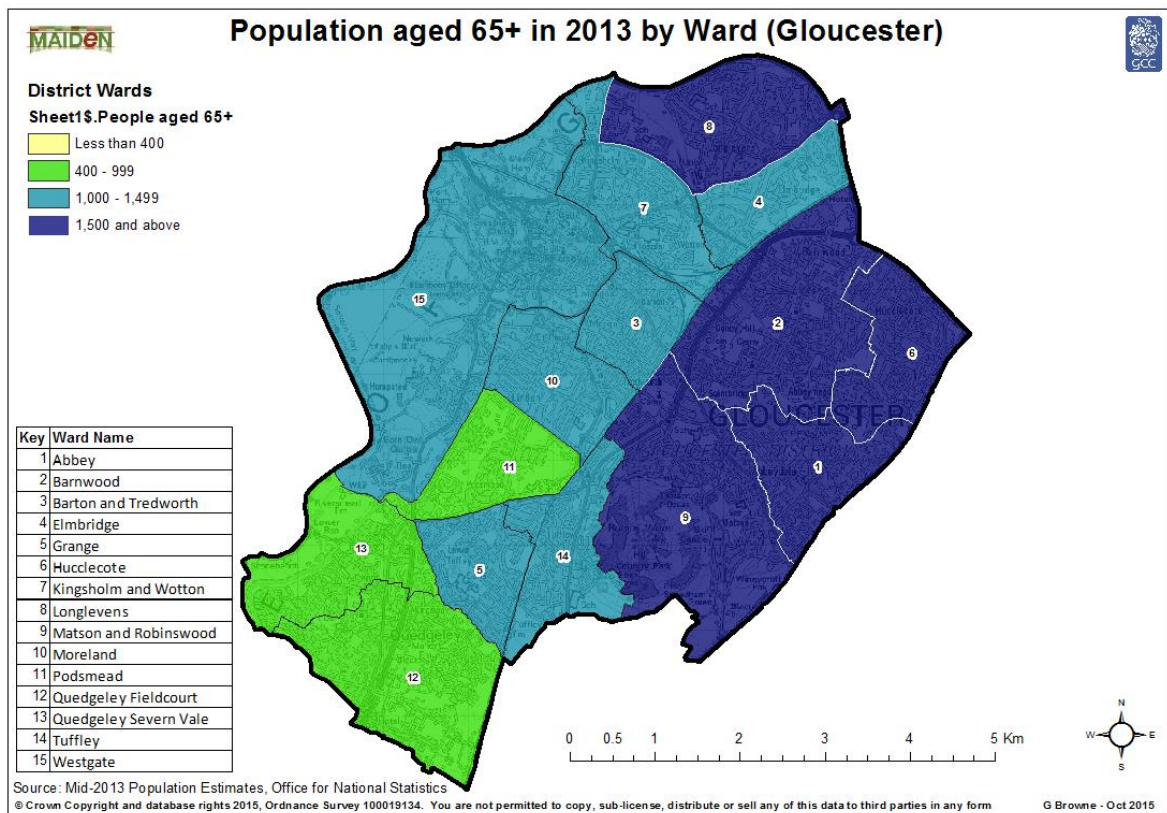 MAIDEN
Population aged 65+ in 2013 by Ward (Gloucester)
GCC
District Wards
Sheet1$.People aged 65+
Less than 400
400 - 999
1,000 - 1,499
1,500 and above
8
4
7
15
3
2
6
10
GLOUCESTER
11
1
9
13
14
5
Quedgeley
12
Key Ward Name
1 Abbey
2 Barnwood
3 Barton and Tredworth
4 Elmbridge
5 Grange
6 Hucclecote
7 Kingsholm and Wotton
8 Longlevens
9 Matson and Robinswood
10 Moreland
11 Podsmead
12 Quedgeley Fieldcourt
13 Quedgeley Severn Vale
14 Tuffley
15 Westgate
0 0.5 1 2 3 4 5 Km
N
W E
S
Source: Mid-2013 Population Estimates, Office for National Statistics
© Crown Copyright and database rights 2015, Ordnance Survey 100019134. You are not permitted to copy, sub-license, distribute or sell any of this data to third parties in any form
G Browne - Oct 2015